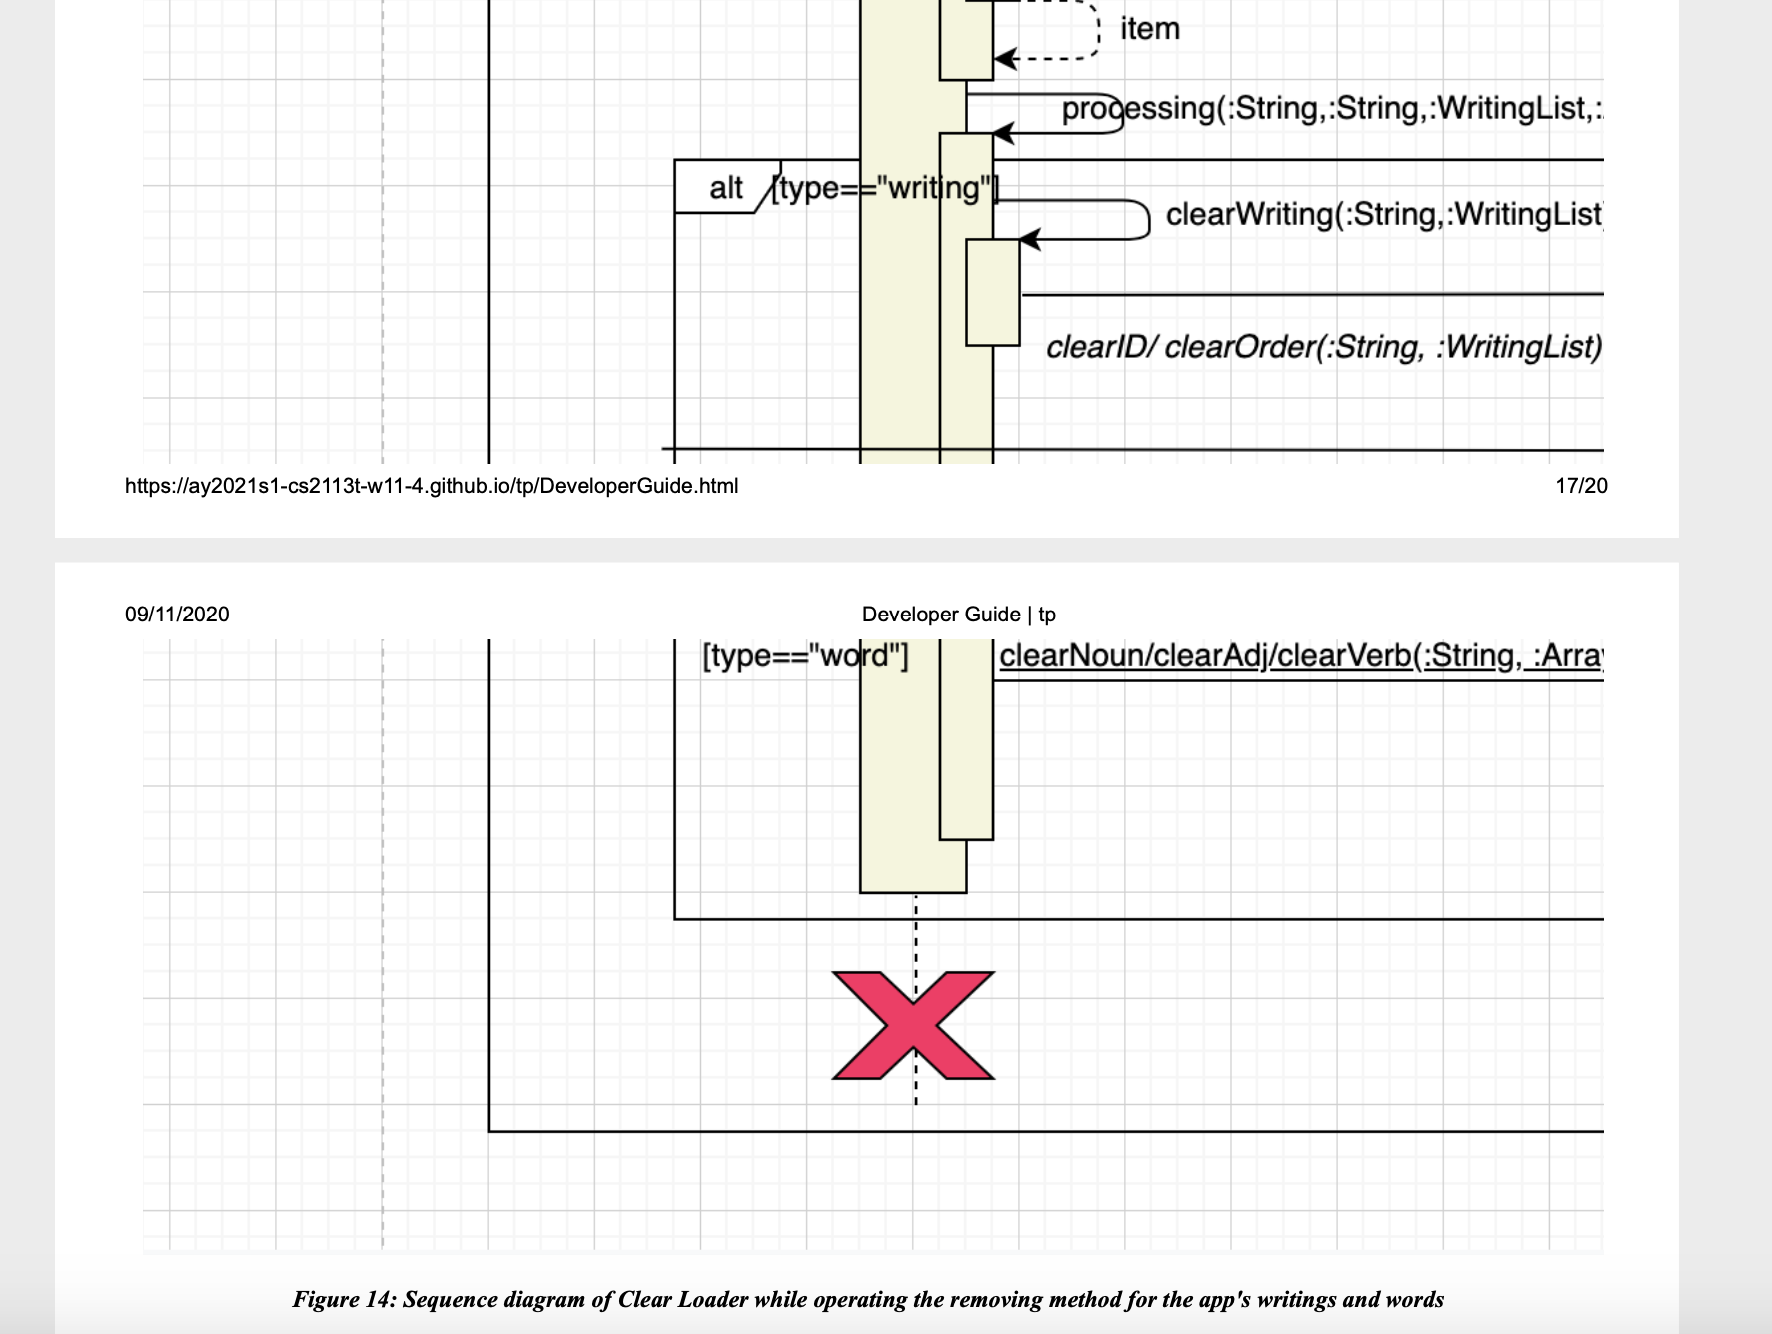 item
processing(:String,:String,:WritingList,:
alt [type=="writing"]
clearWriting(:String,:WritingList
clearID/ clearOrder(:String, :WritingList)
https://ay2021s1-cs2113t-w11-4.github.io/tp/DeveloperGuide.html 17/20
09/11/2020 Developer Guide | tp
[type=="word"] clearNoun/clearAdj/clearVerb(:String, :Array
Figure 14: Sequence diagram of Clear Loader while operating the removing method for the app's writings and words